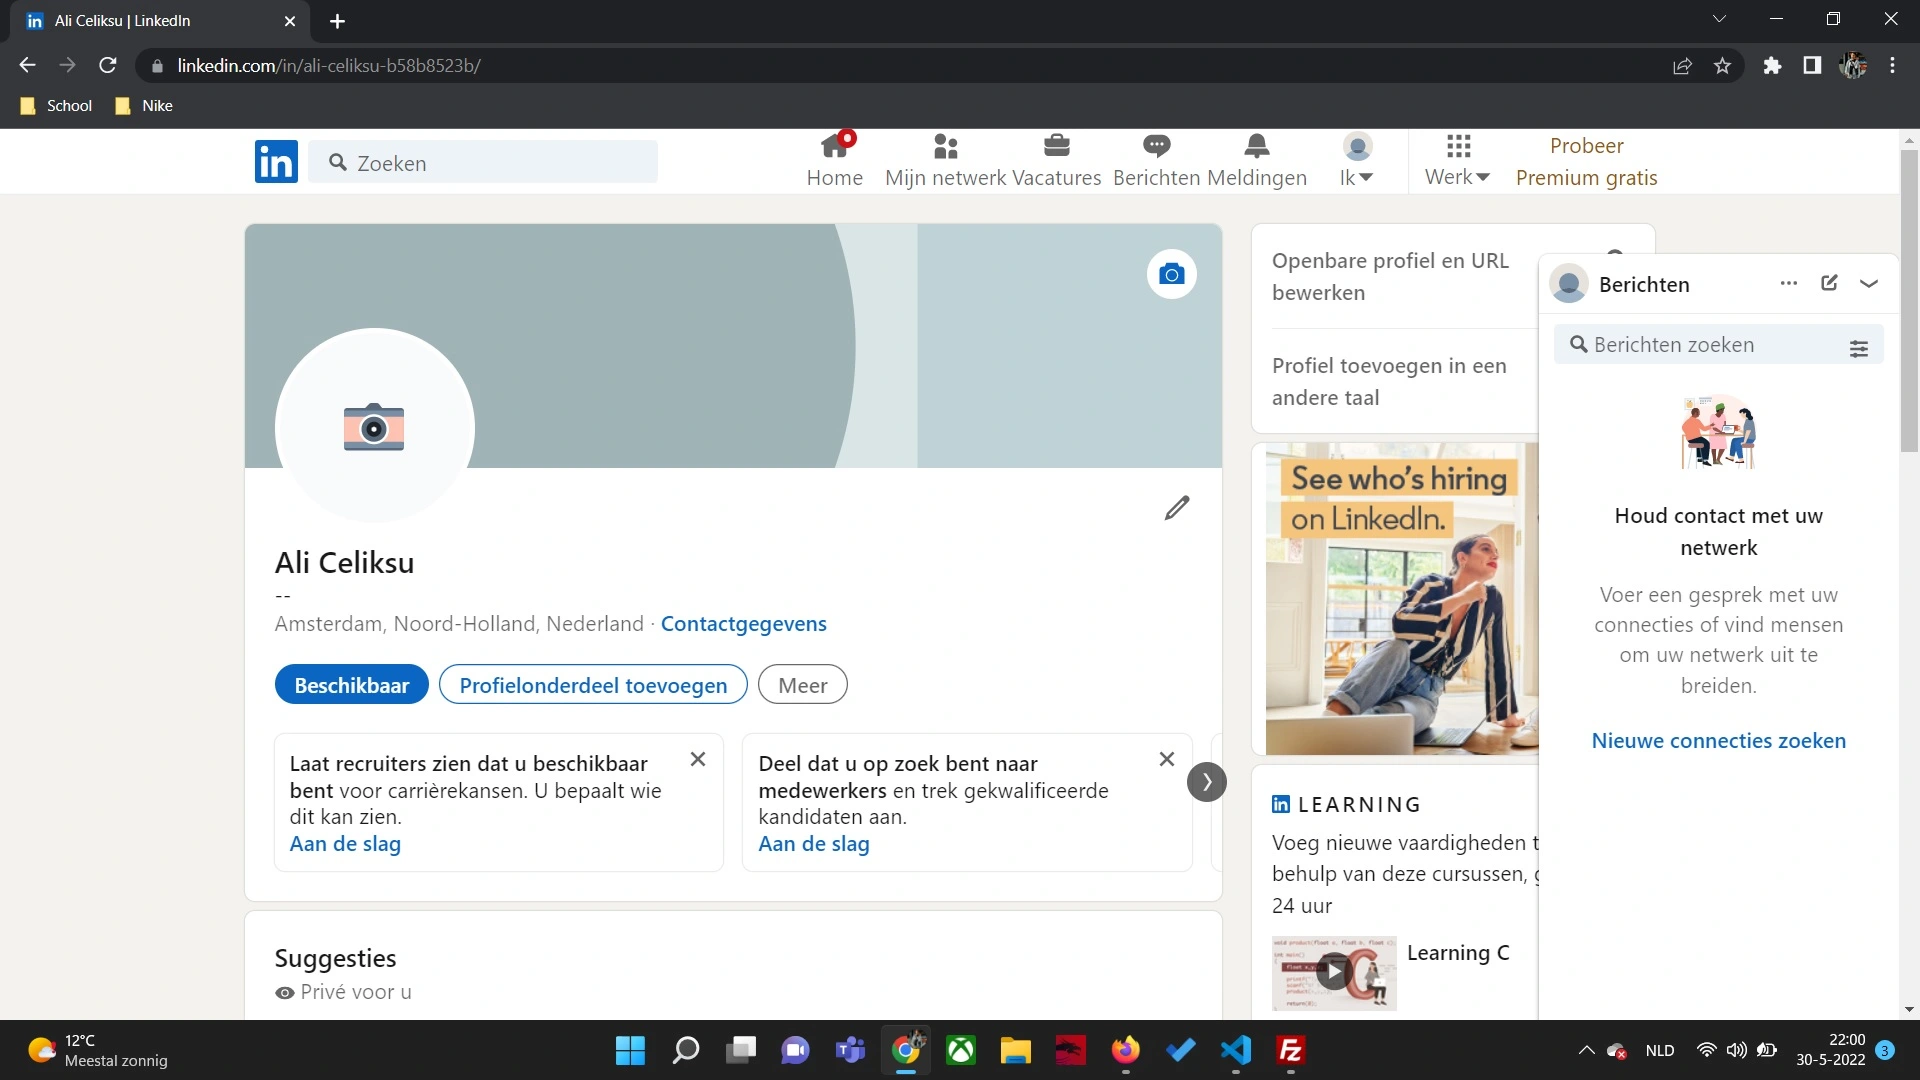 Ali Celiksu | LinkedIn
linkedin.com/in/ali-celiksu-b58b8523b/
School
Nike
in
Zoeken
Home
Mijn netwerk
Vacatures
Berichten
Meldingen
Ik
Werk
Probeer
Premium gratis
Ali Celiksu
--
Amsterdam, Noord-Holland, Nederland · Contactgegevens
Beschikbaar
Profielonderdeel toevoegen
Meer
Laat recruiters zien dat u beschikbaar
bent voor carrièrekansen. U bepaalt wie
dit kan zien.
Aan de slag
Deel dat u op zoek bent naar
medewerkers en trek gekwalificeerde
kandidaten aan.
Aan de slag
Suggesties
Privé voor u
Openbare profiel en URL
bewerken
Profiel toevoegen in een
andere taal
See who's hiring
on LinkedIn.
in LEARNING
Voeg nieuwe vaardigheden t
behulp van deze cursussen, g
24 uur
Learning C
Berichten
Berichten zoeken
Houd contact met uw
netwerk
Voer een gesprek met uw
connecties of vind mensen
om uw netwerk uit te
breiden.
Nieuwe connecties zoeken
12°C
Meestal zonnig
NLD
22:00
30-5-2022
3